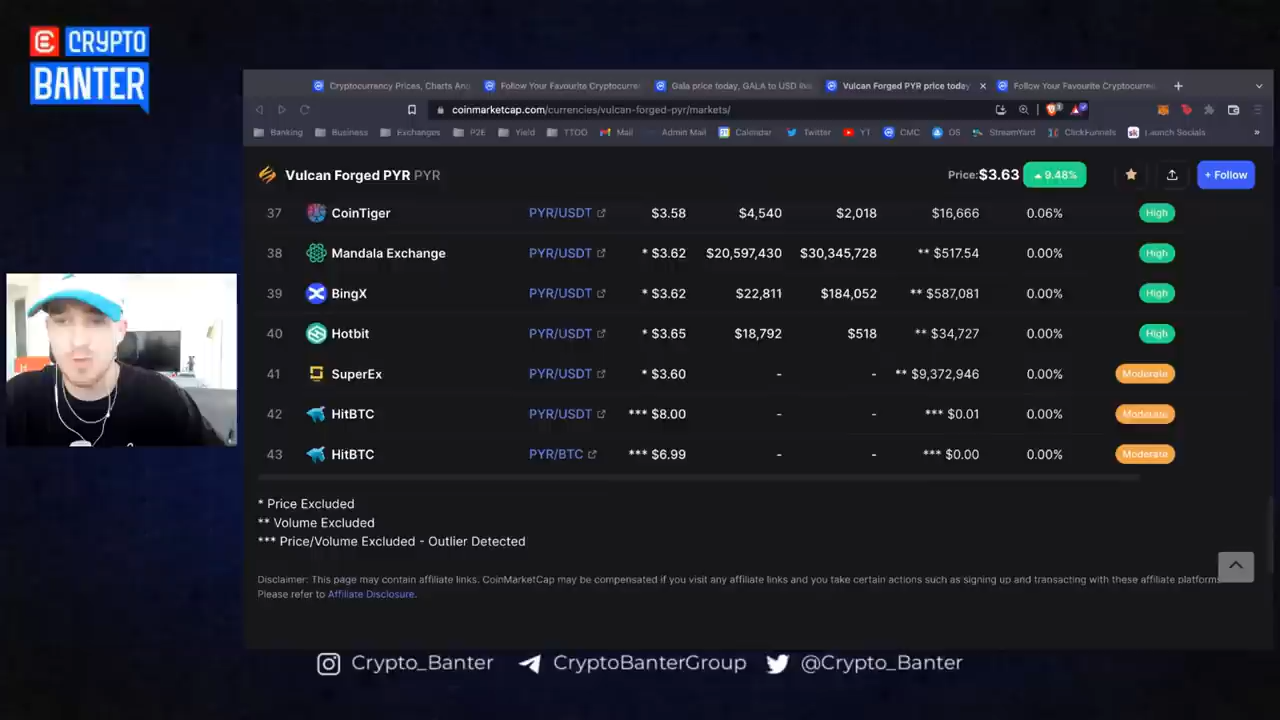 CRYPTO
BANTER
Cryptocurrency Prices, Charts And
Follow Your Favourite Cryptocurre
Gala price today, GALA to USD live
Vulcan Forged PYR price today
Follow Your Favourite Cryptocurre
coinmarketcap.com/currencies/vulcan-forged-pyr/markets/
Banking Business Exchanges P2E Yield TTOO Mail Admin Mail Calendar Twitter YT CMC OS StreamYard ClickFunnels Launch Socials »
Vulcan Forged PYR PYR Price: $3.63 9.48% + Follow
37 CoinTiger PYR/USDT $3.58 $4,540 $2,018 $16,666 0.06% High
38 Mandala Exchange PYR/USDT * $3.62 $20,597,430 $30,345,728 ** $517.54 0.00% High
39 BingX PYR/USDT * $3.62 $22,811 $184,052 ** $587,081 0.00% High
40 Hotbit PYR/USDT * $3.65 $18,792 $518 ** $34,727 0.00% High
41 SuperEx PYR/USDT * $3.60 - - ** $9,372,946 0.00% Moderate
42 HitBTC PYR/USDT *** $8.00 - - *** $0.01 0.00% Moderate
43 HitBTC PYR/BTC *** $6.99 - - *** $0.00 0.00% Moderate
* Price Excluded
** Volume Excluded
*** Price/Volume Excluded - Outlier Detected
Disclaimer: This page may contain affiliate links. CoinMarketCap may be compensated if you visit any affiliate links and you take certain actions such as signing up and transacting with these affiliate platforms.
Please refer to Affiliate Disclosure.
Crypto_Banter CryptoBanterGroup @Crypto_Banter